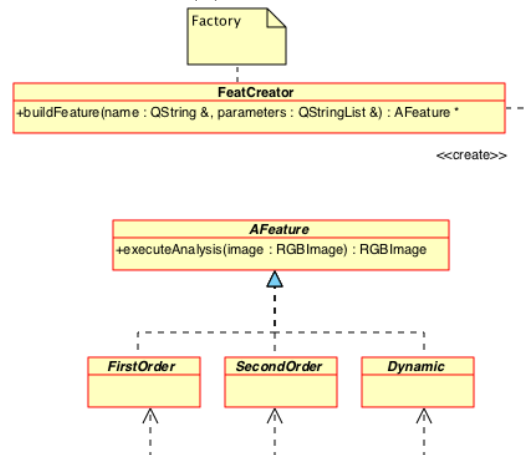 Factory
FeatCreator
+buildFeature(name : QString &, parameters : QStringList &) : AFeature *
<<create>>
AFeature
+executeAnalysis(image : RGBImage) : RGBImage
FirstOrder
SecondOrder
Dynamic